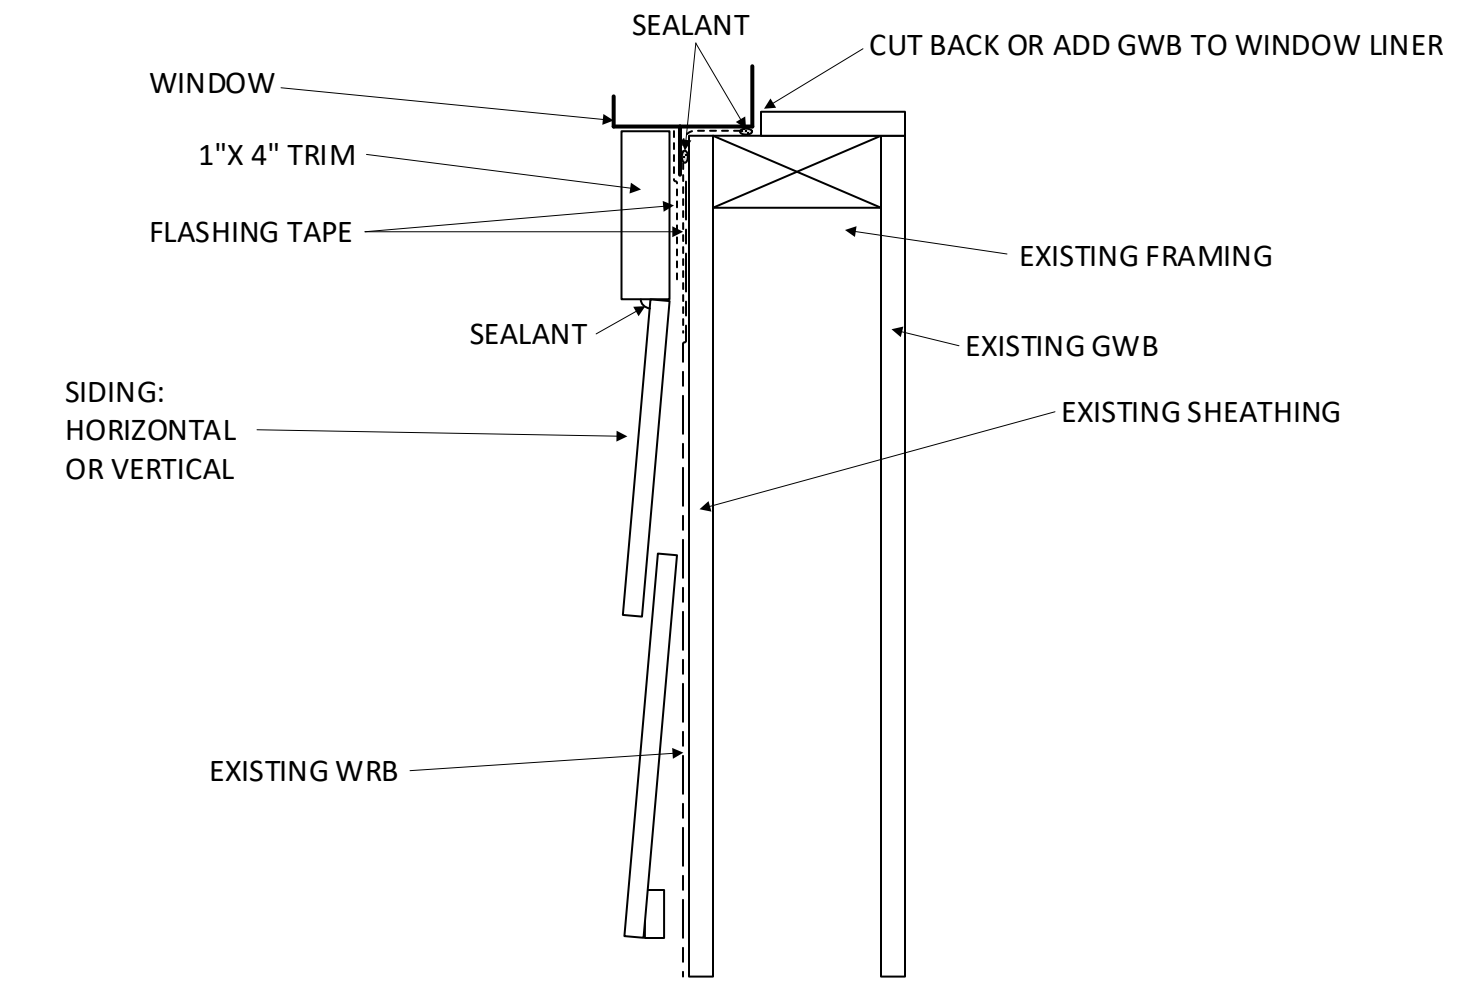 SEALANT
CUT BACK OR ADD GWB TO WINDOW LINER
WINDOW
1"X 4" TRIM
FLASHING TAPE
EXISTING FRAMING
SEALANT
EXISTING GWB
SIDING:
HORIZONTAL
OR VERTICAL
EXISTING SHEATHING
EXISTING WRB